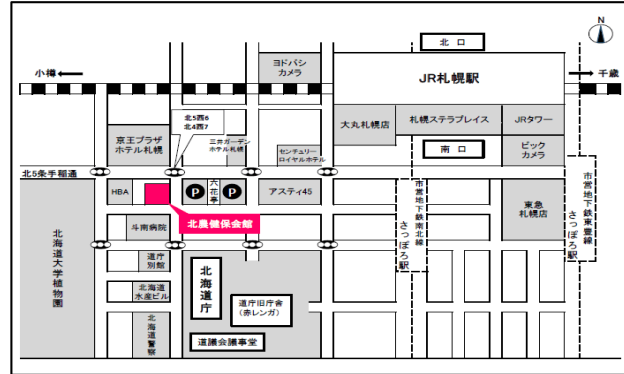 N
北口
ヨドバシ
カメラ
小樽
JR札幌駅
千歳
北5西6
北4西7
大丸札幌店
札幌ステラプレイス
JRタワー
京王プラザ
ホテル札幌
三井ガーデン
ホテル札幌
センチュリー
ロイヤルホテル
南口
ビック
カメラ
北5条手稲通
HBA
P
六花亭
P
アスティ45
市営地下鉄南北線
さっぽろ駅
東急
札幌店
市営地下鉄東豊線
さっぽろ駅
北農健保会館
斗南病院
北海道大学植物園
道庁
別館
北海道庁
北海道
水産ビル
道庁旧庁舎
(赤レンガ)
北海道警察
道議会議事堂